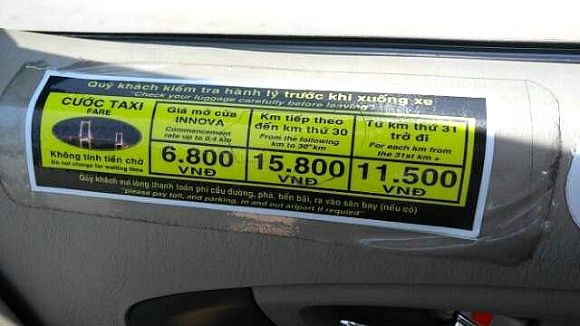 Quý khách kiểm tra hành lý trước khi xuống xe
"Check your luggage carefully before leaving"
CƯỚC TAXI
FARE
Không tính tiền chờ
Do not charge for waiting time
Giá mở cửa
INNOVA
Commencement
rate up to 0,4 km
6.800
VNĐ
Km tiếp theo
đến km thứ 30
From the following
km to 30th km
15.800
VNĐ
Từ km thứ 31
trở đi
For each km from
the 31st km +
11.500
VNĐ
Quý khách vui lòng thanh toán phí cầu đường, phà, bến bãi, ra vào sân bay (nếu có)
"please pay toll, and parking, in and out ariport if requied"